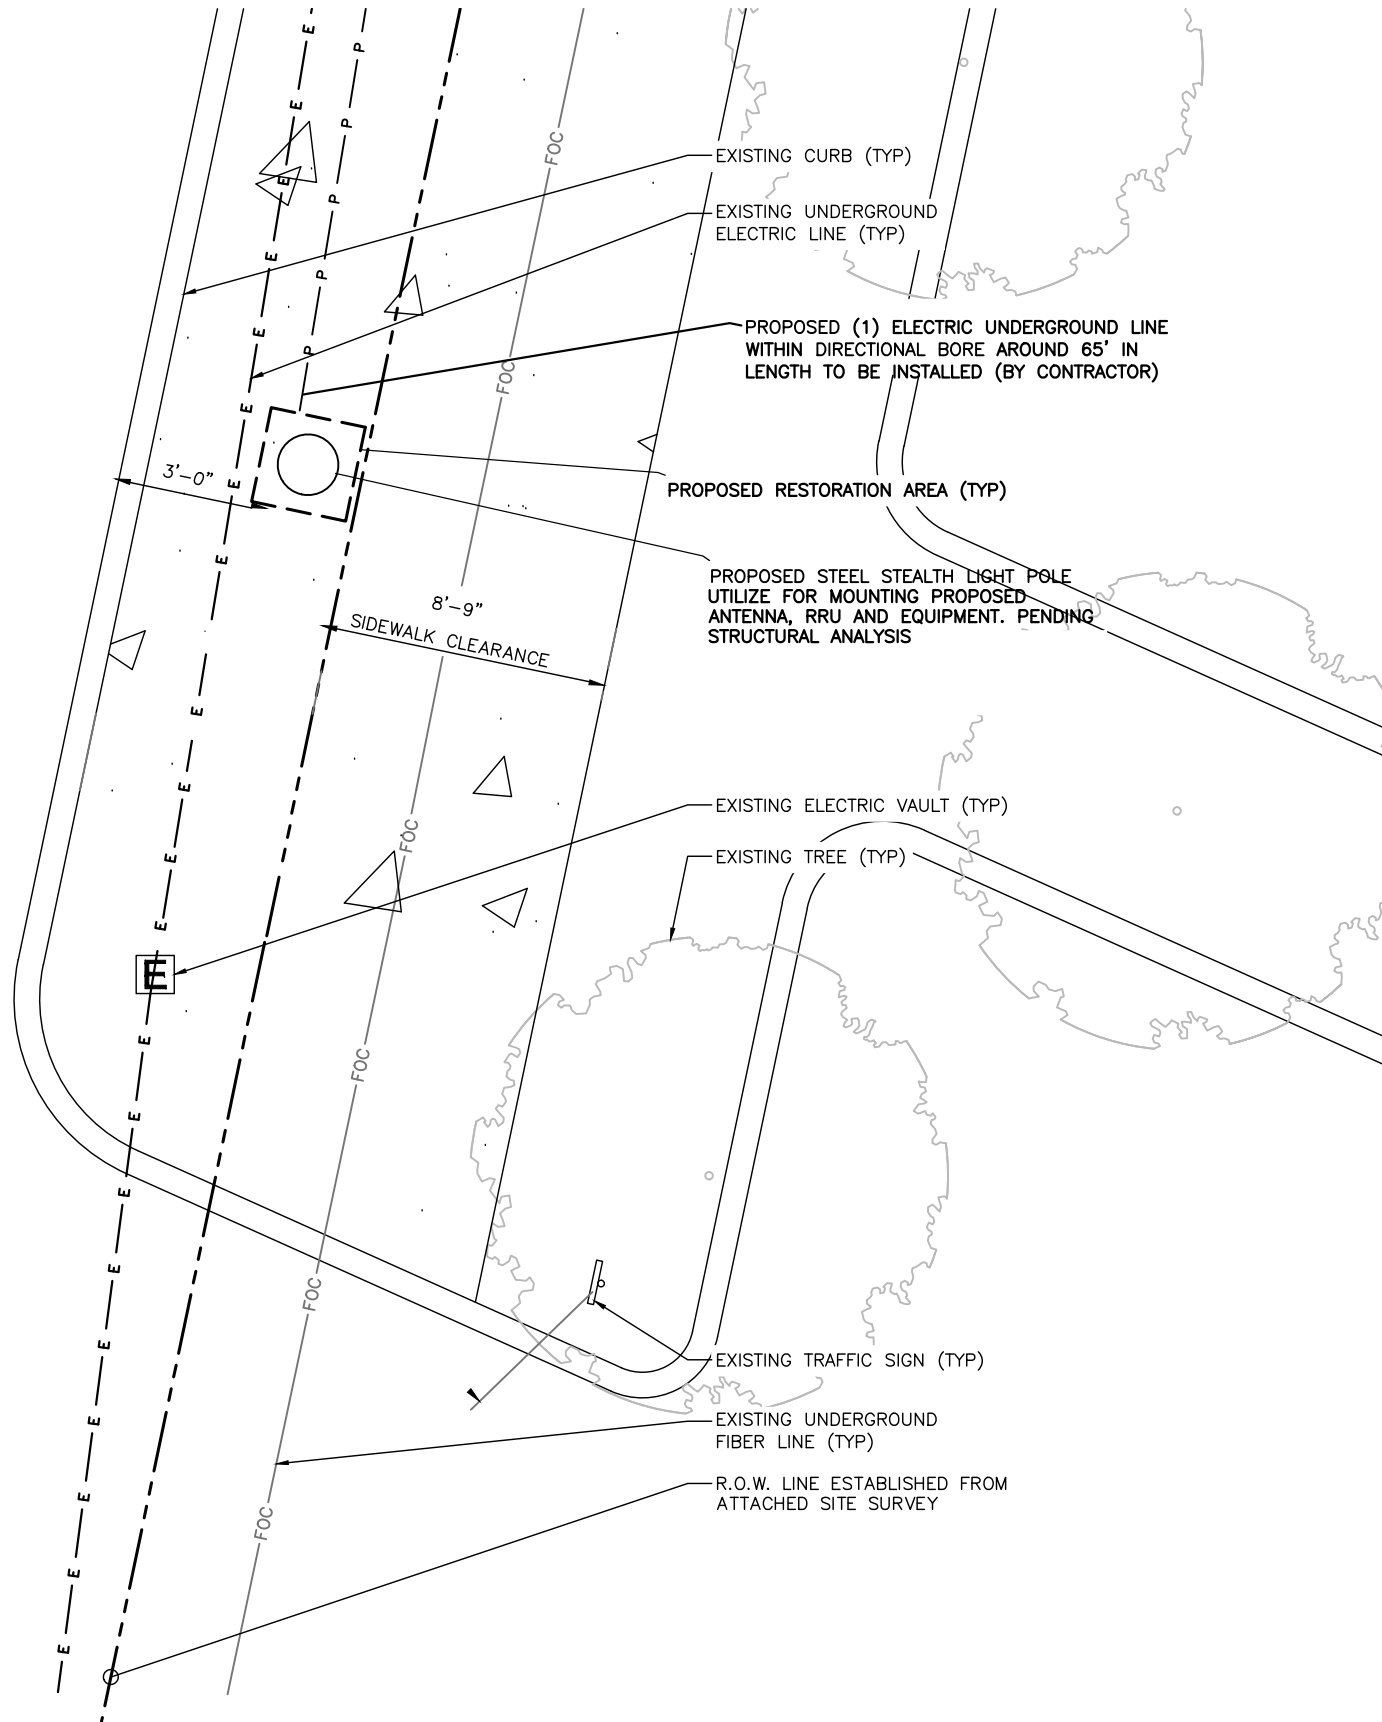 E
P
E
P
E
FOC
EXISTING CURB (TYP)
E
P
EXISTING UNDERGROUND
ELECTRIC LINE (TYP)
E
P
E
P
PROPOSED (1) ELECTRIC UNDERGROUND LINE
WITHIN DIRECTIONAL BORE AROUND 65' IN
LENGTH TO BE INSTALLED (BY CONTRACTOR)
FOC
E
3'-0"
E
PROPOSED RESTORATION AREA (TYP)
E
PROPOSED STEEL STEALTH LIGHT POLE
UTILIZE FOR MOUNTING PROPOSED
ANTENNA, RRU AND EQUIPMENT. PENDING
STRUCTURAL ANALYSIS
8'-9"
SIDEWALK CLEARANCE
E
E
E
E
FOC
EXISTING ELECTRIC VAULT (TYP)
EXISTING TREE (TYP)
E
E
E
FOC
E
E
E
FOC
E
EXISTING TRAFFIC SIGN (TYP)
E
EXISTING UNDERGROUND
FIBER LINE (TYP)
E
R.O.W. LINE ESTABLISHED FROM
ATTACHED SITE SURVEY
FOC
E
E